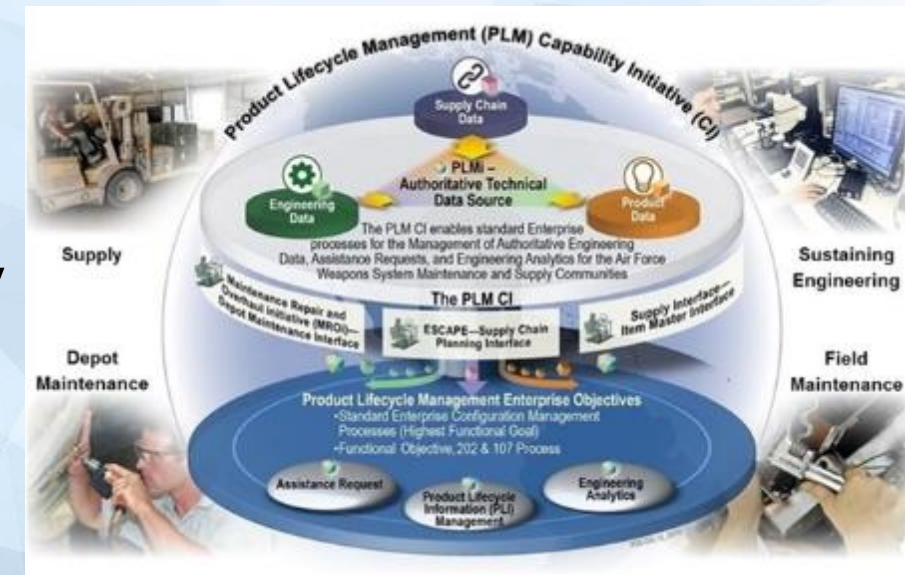 Product Lifecycle Management (PLM) Capability Initiative (CI)
Supply Chain
Data
PLMi –
Authoritative Technical
Data Source
Engineering
Data
Product
Data
The PLM CI enables standard Enterprise
processes for the Management of Authoritative Engineering
Data, Assistance Requests, and Engineering Analytics for the Air Force
Weapons System Maintenance and Supply Communities
Supply
Sustaining
Engineering
The PLM CI
Maintenance Repair and
Overhaul Initiative (MROi)—
Depot Maintenance Interface
ESCAPE—Supply Chain
Planning Interface
Supply Interface—
Item Master Interface
Depot
Maintenance
Field
Maintenance
Product Lifecycle Management Enterprise Objectives
•Standard Enterprise Configuration Management
Processes (Highest Functional Goal)
•Functional Objective, 202 & 107 Process
Assistance Request
Product Lifecycle
Information (PLI)
Management
Engineering
Analytics